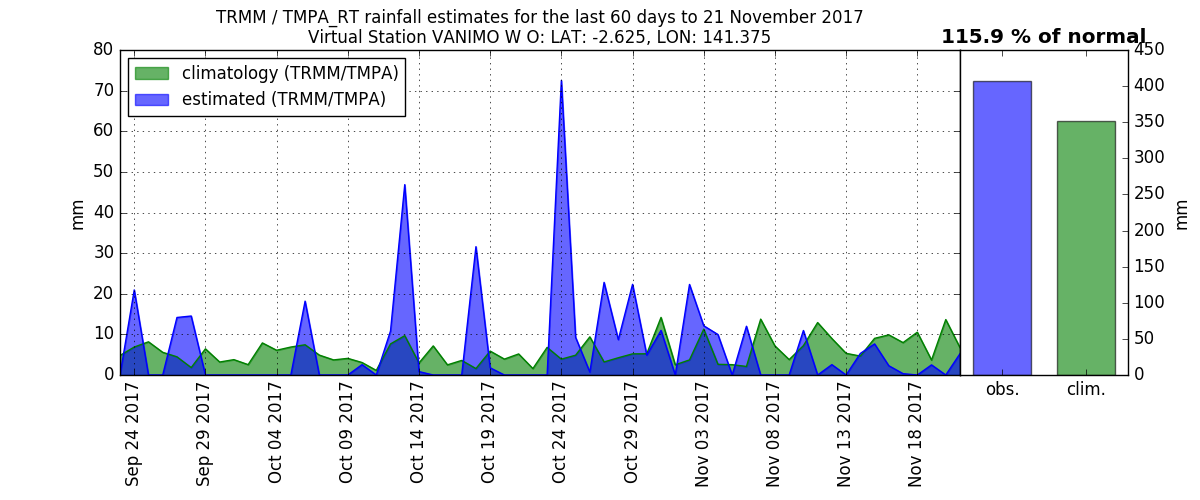 TRMM / TMPA_RT rainfall estimates for the last 60 days to 21 November 2017
Virtual Station VANIMO W O: LAT: -2.625, LON: 141.375
115.9 % of normal
climatology (TRMM/TMPA)
estimated (TRMM/TMPA)
mm
80
70
60
50
40
30
20
10
0
Sep 24 2017
Sep 29 2017
Oct 04 2017
Oct 09 2017
Oct 14 2017
Oct 19 2017
Oct 24 2017
Oct 29 2017
Nov 03 2017
Nov 08 2017
Nov 13 2017
Nov 18 2017
obs.
clim.
450
400
350
300
250
200
150
100
50
0
mm